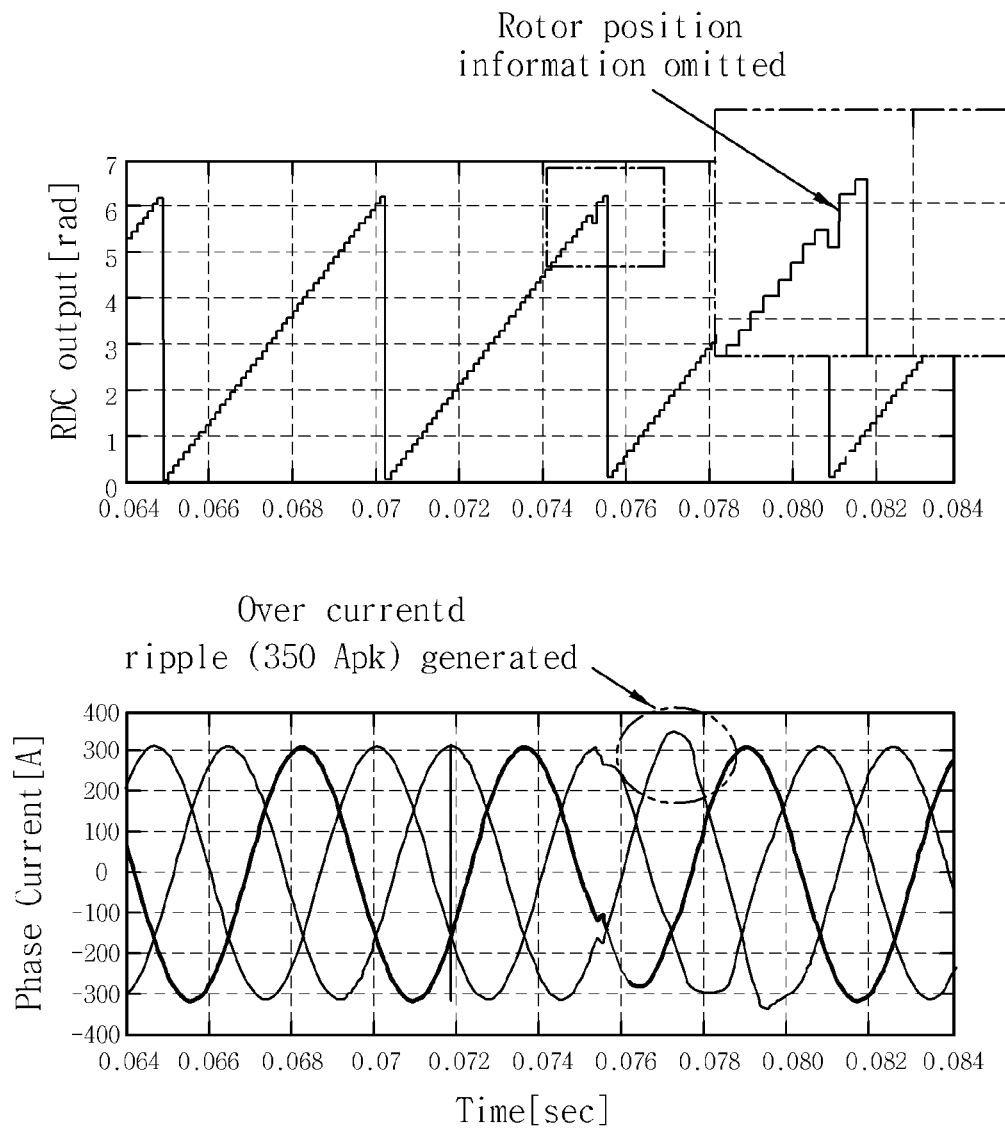 Rotor position
information omitted
RDC output[rad]
7
6
5
4
3
2
1
0
0.064 0.066 0.068 0.07 0.072 0.074 0.076 0.078 0.080 0.082 0.084
Over currentd
ripple (350 Apk) generated
Phase Current[A]
400
300
200
100
0
-100
-200
-300
-400
0.064 0.066 0.068 0.07 0.072 0.074 0.076 0.078 0.080 0.082 0.084
Time[sec]